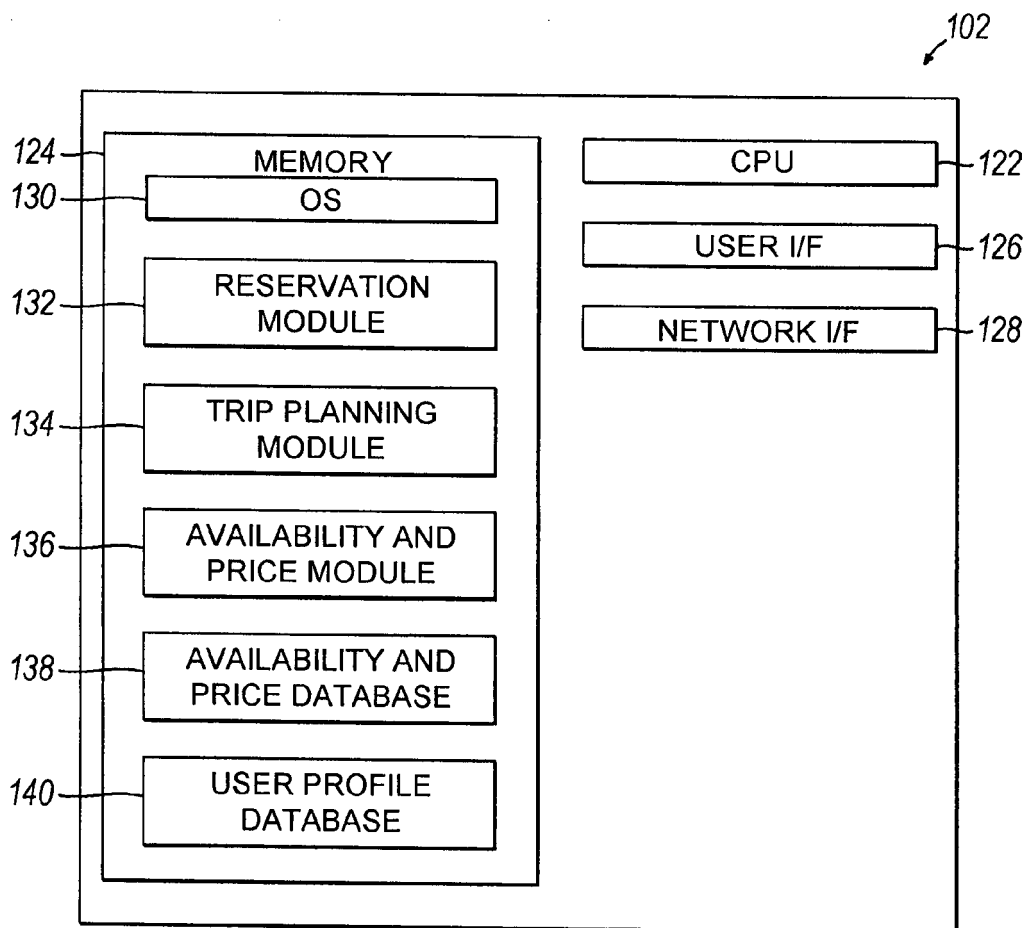 102
124
MEMORY
130
OS
132
RESERVATION
MODULE
134
TRIP PLANNING
MODULE
136
AVAILABILITY AND
PRICE MODULE
138
AVAILABILITY AND
PRICE DATABASE
140
USER PROFILE
DATABASE
CPU
122
USER I/F
126
NETWORK I/F
128